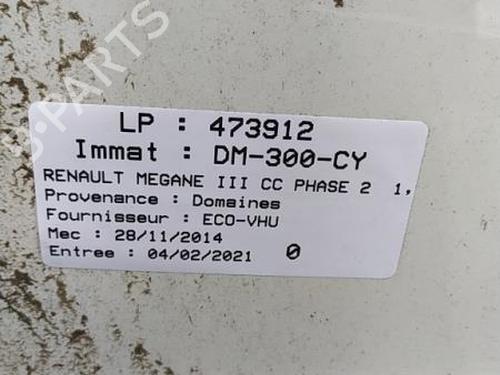 LP : 473912
Immat : DM-300-CY
RENAULT MEGANE III CC PHASE 2 1,
Provenance : Domaines
Fournisseur : ECO-VHU
Mec : 28/11/2014
Entree : 04/02/2021 0
B-PARTS